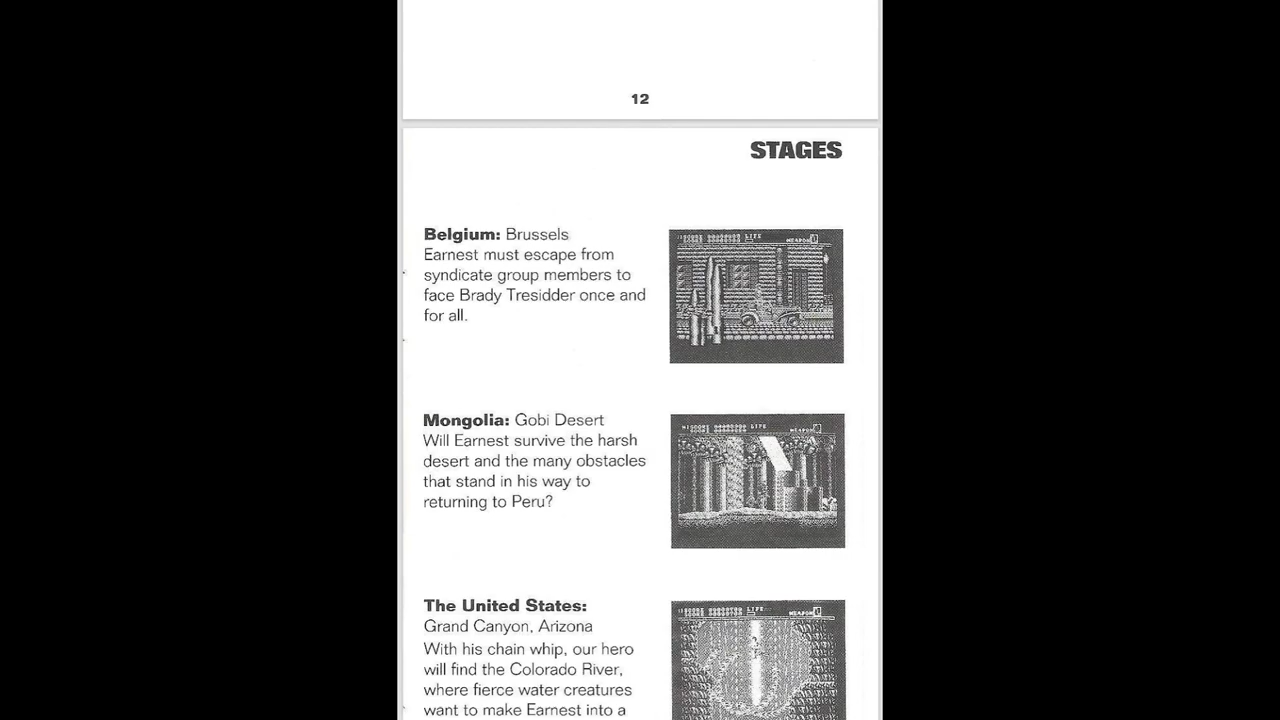 12
STAGES
Belgium: Brussels
Earnest must escape from
syndicate group members to
face Brady Tresidder once and
for all.
Mongolia: Gobi Desert
Will Earnest survive the harsh
desert and the many obstacles
that stand in his way to
returning to Peru?
The United States:
Grand Canyon, Arizona
With his chain whip, our hero
will find the Colorado River,
where fierce water creatures
want to make Earnest into a